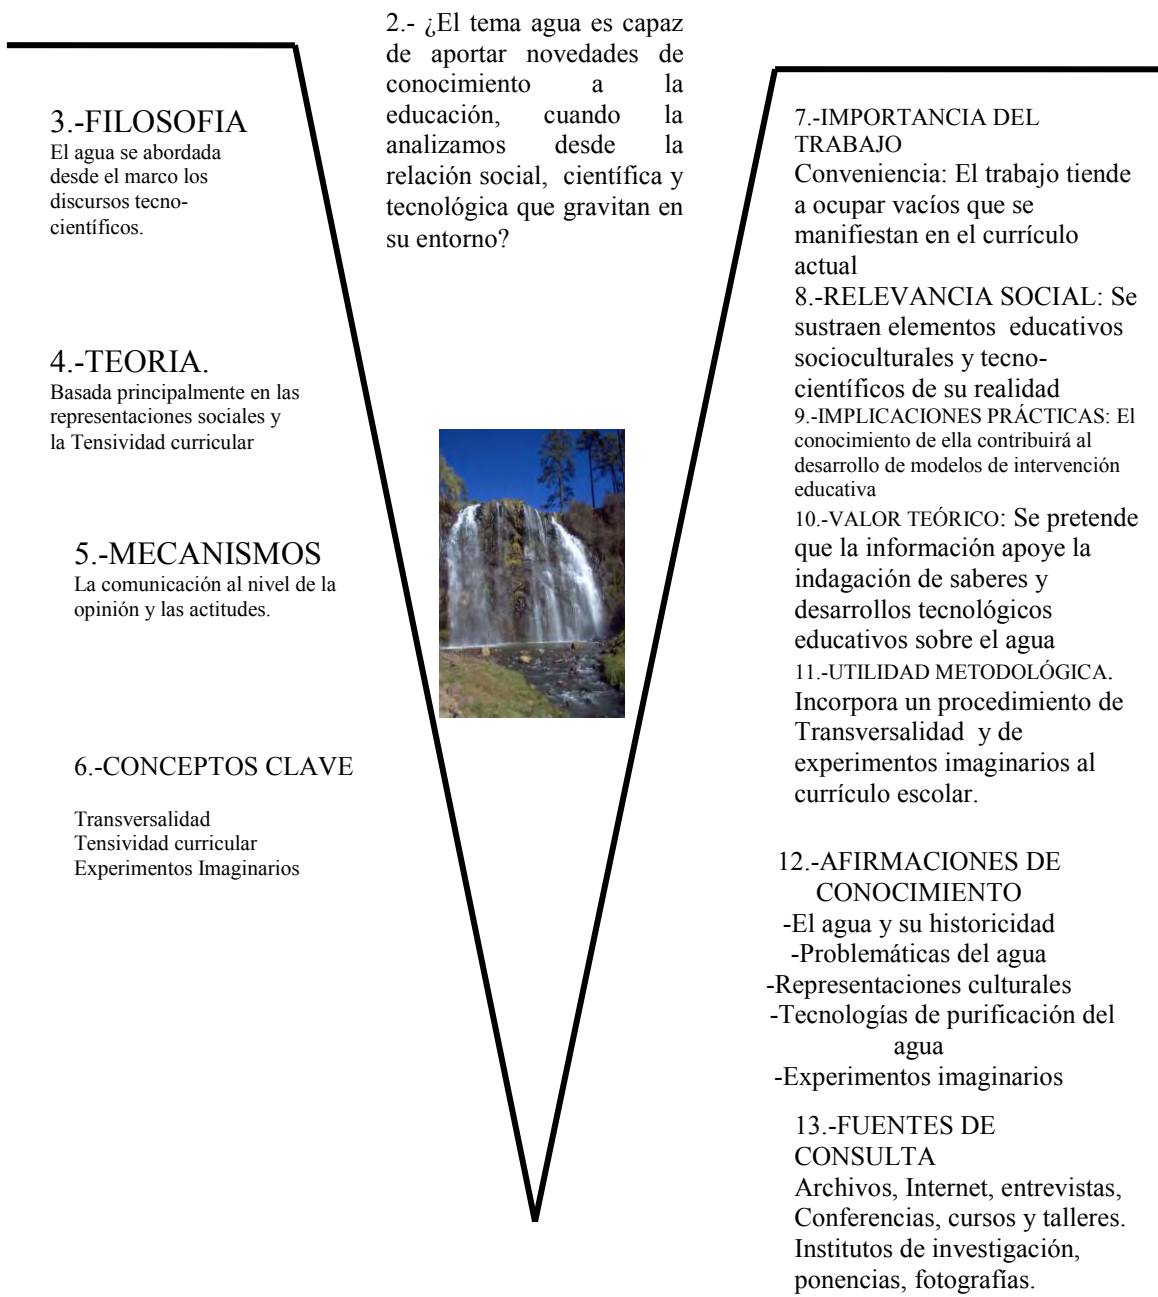 2.- ¿El tema agua es capaz
de aportar novedades de
conocimiento a la
educación, cuando la
analizamos desde la
relación social, científica y
tecnológica que gravitan en
su entorno?
3.-FILOSOFIA
El agua se abordada
desde el marco los
discursos tecno-
científicos.
4.-TEORIA.
Basada principalmente en las
representaciones sociales y
la Tensividad curricular
5.-MECANISMOS
La comunicación al nivel de la
opinión y las actitudes.
6.-CONCEPTOS CLAVE
Transversalidad
Tensividad curricular
Experimentos Imaginarios
7.-IMPORTANCIA DEL
TRABAJO
Conveniencia: El trabajo tiende
a ocupar vacíos que se
manifiestan en el currículo
actual
8.-RELEVANCIA SOCIAL: Se
sustraen elementos educativos
socioculturales y tecno-
científicos de su realidad
9.-IMPLICACIONES PRÁCTICAS: El
conocimiento de ella contribuirá al
desarrollo de modelos de intervención
educativa
10.-VALOR TEÓRICO: Se pretende
que la información apoye la
indagación de saberes y
desarrollos tecnológicos
educativos sobre el agua
11.-UTILIDAD METODOLÓGICA.
Incorpora un procedimiento de
Transversalidad y de
experimentos imaginarios al
currículo escolar.
12.-AFIRMACIONES DE
CONOCIMIENTO
-El agua y su historicidad
-Problemáticas del agua
-Representaciones culturales
-Tecnologías de purificación del
agua
-Experimentos imaginarios
13.-FUENTES DE
CONSULTA
Archivos, Internet, entrevistas,
Conferencias, cursos y talleres.
Institutos de investigación,
ponencias, fotografías.